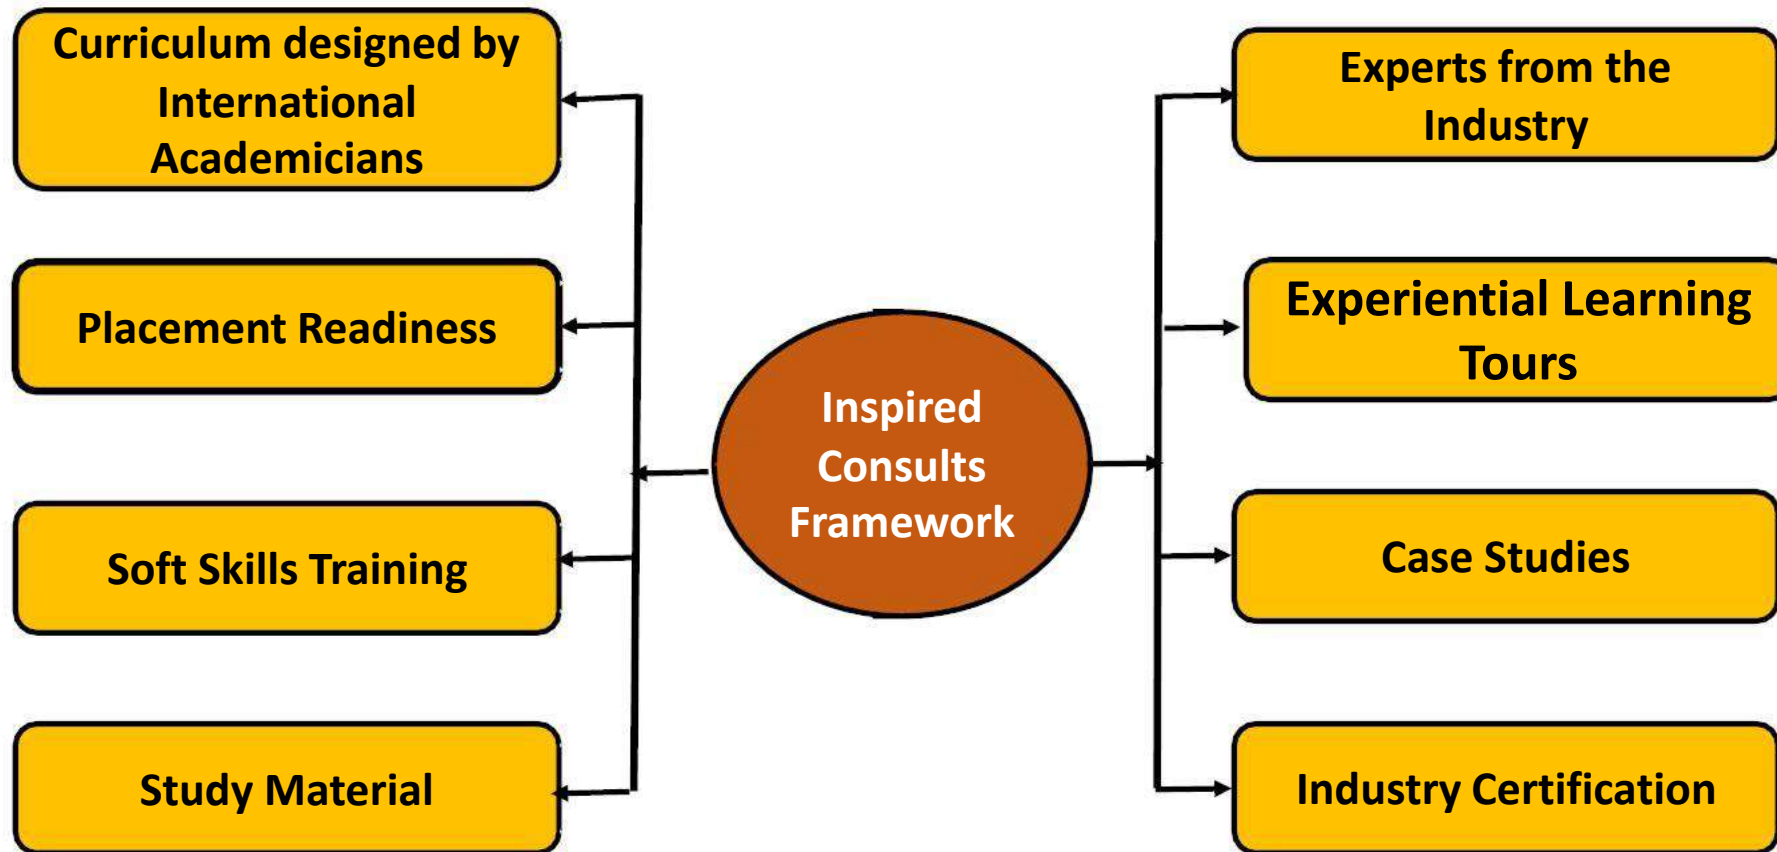 Curriculum designed by
International
Academicians
Placement Readiness
Soft Skills Training
Study Material
Inspired
Consults
Framework
Experts from the
Industry
Experiential Learning
Tours
Case Studies
Industry Certification